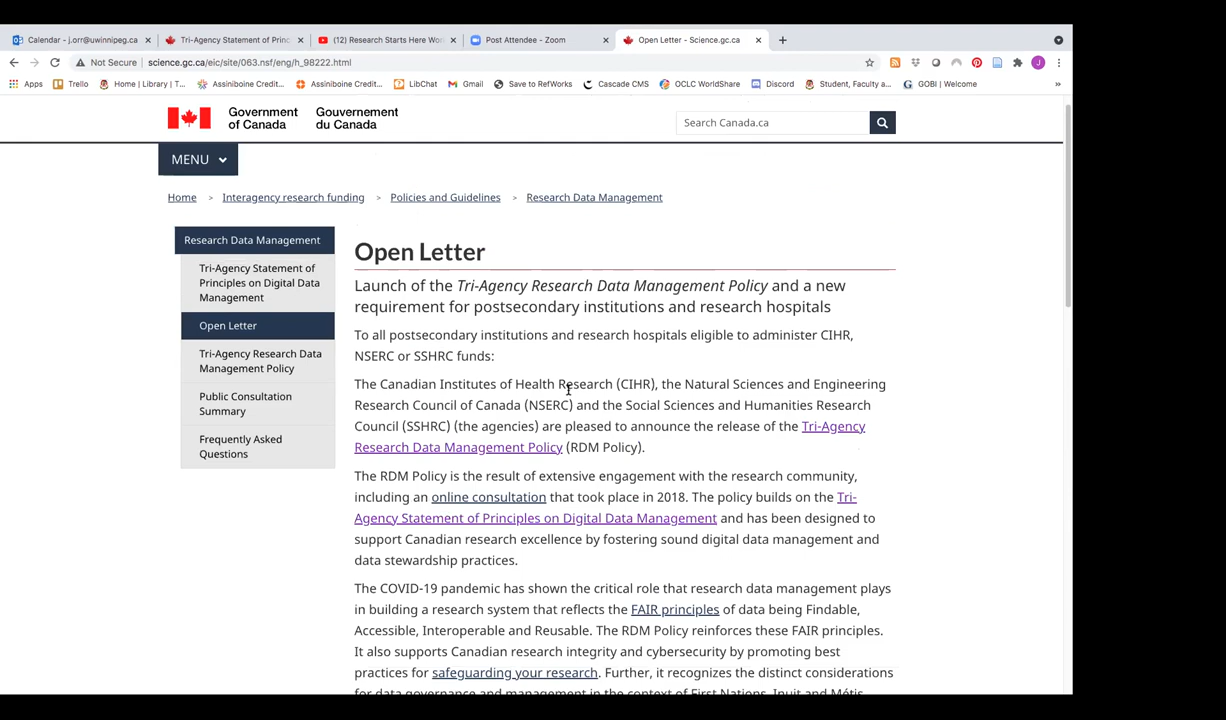 Calendar - j.orr@uwinnipeg.ca
Tri-Agency Statement of Princ
(12) Research Starts Here Wor
Post Attendee - Zoom
Open Letter - Science.gc.ca
Not Secure
science.gc.ca/eic/site/063.nsf/eng/h_98222.html
Apps
Trello
Home | Library | T...
Assiniboine Credit...
Assiniboine Credit...
LibChat
Gmail
Save to RefWorks
Cascade CMS
OCLC WorldShare
Discord
Student, Faculty a...
GOBI | Welcome
»
J
Government
of Canada
Gouvernement
du Canada
Search Canada.ca
MENU
Home > Interagency research funding > Policies and Guidelines > Research Data Management
Research Data Management
Tri-Agency Statement of
Principles on Digital Data
Management
Open Letter
Tri-Agency Research Data
Management Policy
Public Consultation
Summary
Frequently Asked
Questions
Open Letter
Launch of the Tri-Agency Research Data Management Policy and a new
requirement for postsecondary institutions and research hospitals
To all postsecondary institutions and research hospitals eligible to administer CIHR,
NSERC or SSHRC funds:
The Canadian Institutes of Health Research (CIHR), the Natural Sciences and Engineering
Research Council of Canada (NSERC) and the Social Sciences and Humanities Research
Council (SSHRC) (the agencies) are pleased to announce the release of the Tri-Agency
Research Data Management Policy (RDM Policy).
The RDM Policy is the result of extensive engagement with the research community,
including an online consultation that took place in 2018. The policy builds on the Tri-
Agency Statement of Principles on Digital Data Management and has been designed to
support Canadian research excellence by fostering sound digital data management and
data stewardship practices.
The COVID-19 pandemic has shown the critical role that research data management plays
in building a research system that reflects the FAIR principles of data being Findable,
Accessible, Interoperable and Reusable. The RDM Policy reinforces these FAIR principles.
It also supports Canadian research integrity and cybersecurity by promoting best
practices for safeguarding your research. Further, it recognizes the distinct considerations
for data governance and management in the context of First Nations, Inuit and Métis